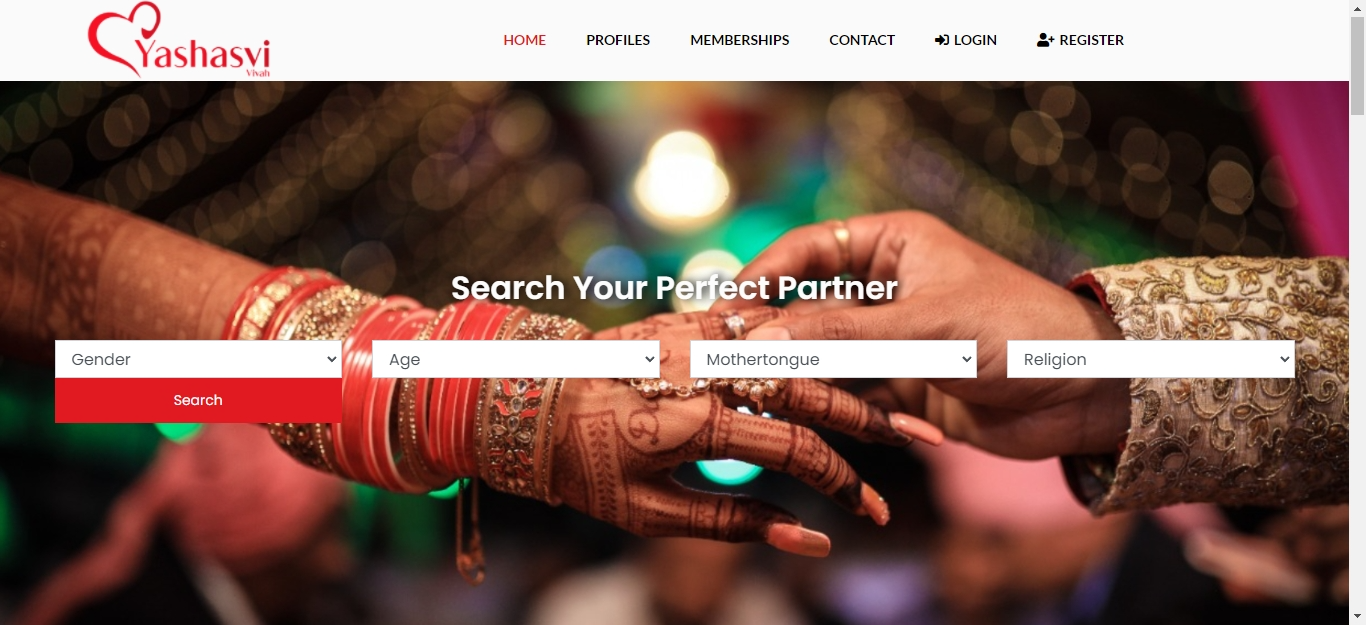 Yashasvi
Vivah
HOME PROFILES MEMBERSHIPS CONTACT LOGIN REGISTER
Search Your Perfect Partner
Gender Age Mothertongue Religion
Search